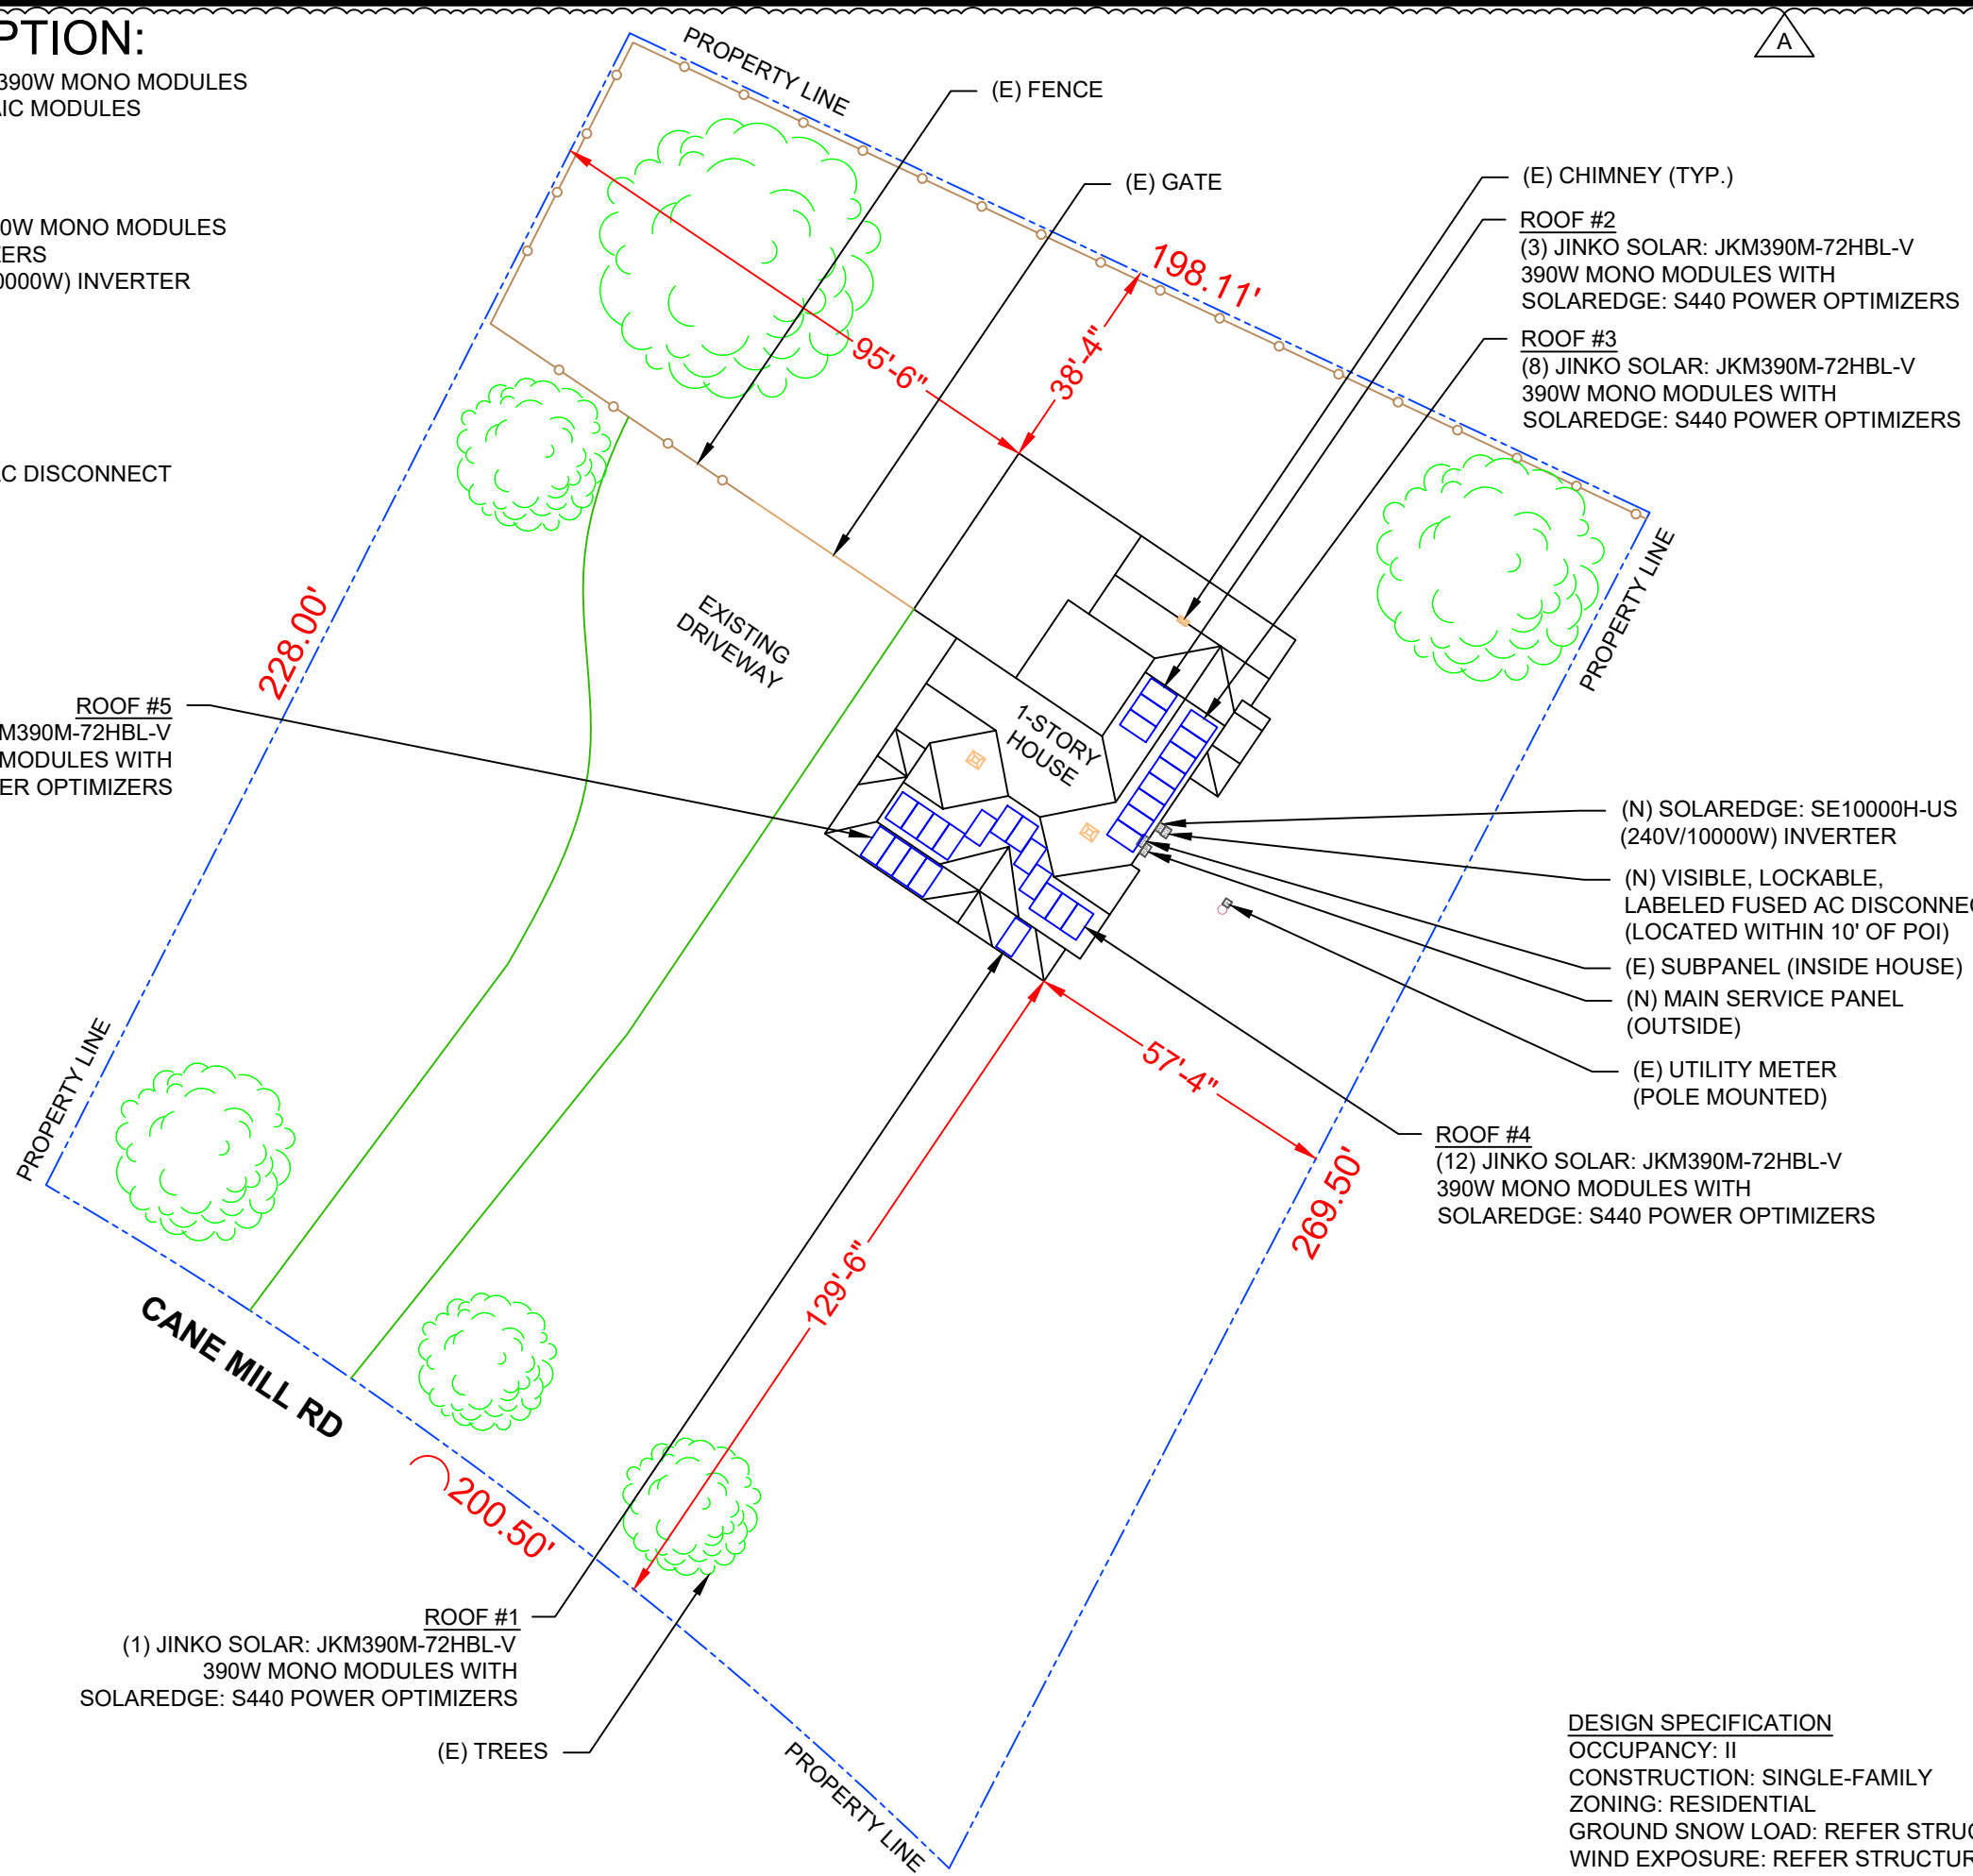 PTION:
390W MONO MODULES
AIC MODULES
0W MONO MODULES
ERS
0000W) INVERTER
AC DISCONNECT
A
PROPERTY LINE
(E) FENCE
(E) GATE
(E) CHIMNEY (TYP.)
ROOF #2
(3) JINKO SOLAR: JKM390M-72HBL-V
390W MONO MODULES WITH
SOLAREDGE: S440 POWER OPTIMIZERS
ROOF #3
(8) JINKO SOLAR: JKM390M-72HBL-V
390W MONO MODULES WITH
SOLAREDGE: S440 POWER OPTIMIZERS
198.11'
95'-6"
38'-4"
PROPERTY LINE
228.00'
EXISTING
DRIVEWAY
1-STORY
HOUSE
ROOF #5
M390M-72HBL-V
MODULES WITH
ER OPTIMIZERS
(N) SOLAREDGE: SE10000H-US
(240V/10000W) INVERTER
(N) VISIBLE, LOCKABLE,
LABELED FUSED AC DISCONNEC
(LOCATED WITHIN 10' OF POI)
(E) SUBPANEL (INSIDE HOUSE)
(N) MAIN SERVICE PANEL
(OUTSIDE)
(E) UTILITY METER
(POLE MOUNTED)
57'-4"
ROOF #4
(12) JINKO SOLAR: JKM390M-72HBL-V
390W MONO MODULES WITH
SOLAREDGE: S440 POWER OPTIMIZERS
PROPERTY LINE
269.50'
129'-6"
CANE MILL RD
200.50'
ROOF #1
(1) JINKO SOLAR: JKM390M-72HBL-V
390W MONO MODULES WITH
SOLAREDGE: S440 POWER OPTIMIZERS
(E) TREES
PROPERTY LINE
DESIGN SPECIFICATION
OCCUPANCY: II
CONSTRUCTION: SINGLE-FAMILY
ZONING: RESIDENTIAL
GROUND SNOW LOAD: REFER STRUC
WIND EXPOSURE: REFER STRUCTUR